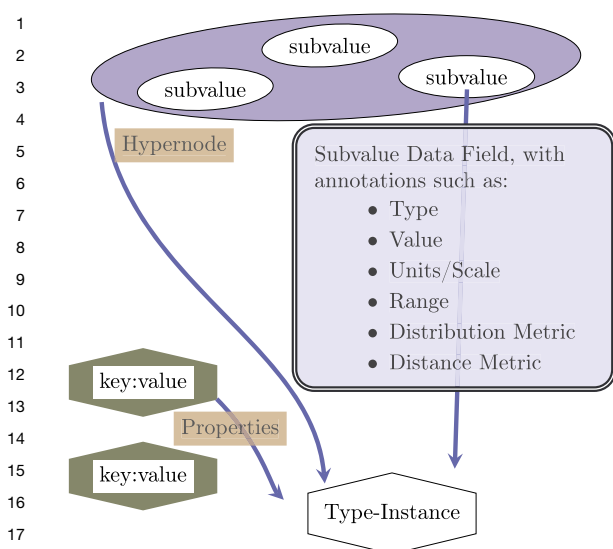 1
subvalue
2
subvalue
subvalue
3
4
Hypernode
5
Subvalue Data Field, with
annotations such as:
6
• Type
7
• Value
8
• Units/Scale
9
• Range
10
• Distribution Metric
11
• Distance Metric
12
key:value
13
Properties
14
15
key:value
16
Type-Instance
17